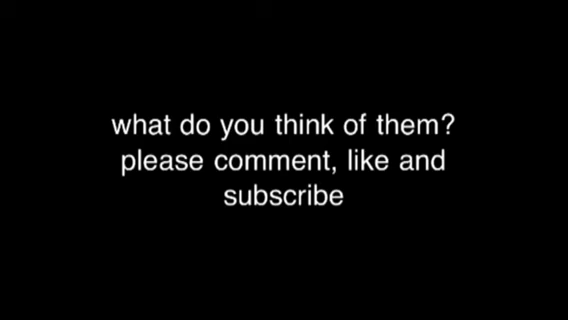 what do you think of them?
please comment, like and
subscribe